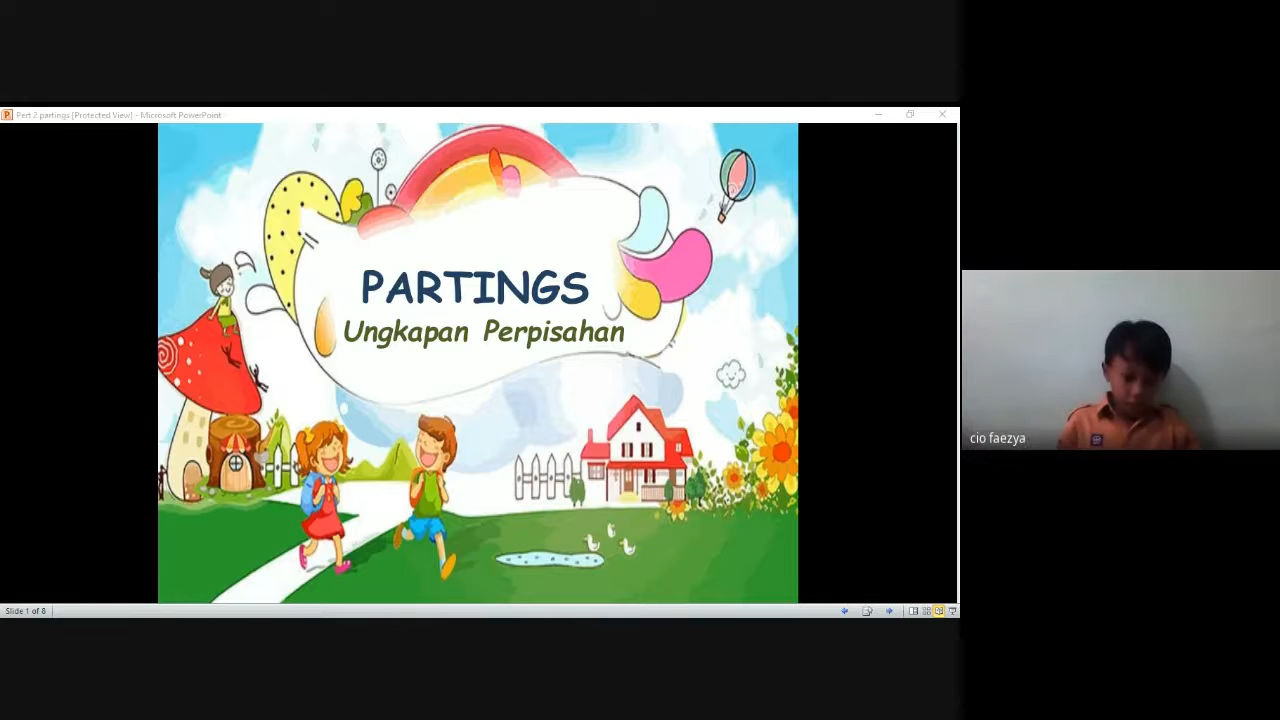 Pert 2 partings [Protected View] - Microsoft PowerPoint
PARTINGS
Ungkapan Perpisahan
cio faezya
Slide 1 of 8